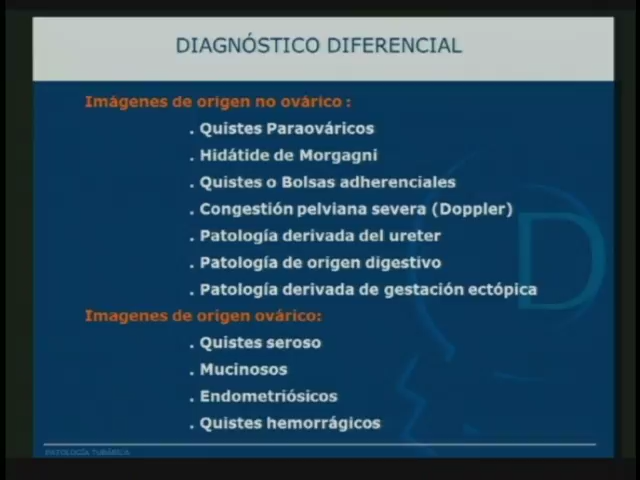 DIAGNÓSTICO DIFERENCIAL
Imágenes de origen no ovárico :
. Quistes Paraováricos
. Hidátide de Morgagni
. Quistes o Bolsas adherenciales
. Congestión pelviana severa (Doppler)
. Patología derivada del ureter
. Patología de origen digestivo
. Patología derivada de gestación ectópica
Imagenes de origen ovárico:
. Quistes seroso
. Mucinosos
. Endometriósicos
. Quistes hemorrágicos
PATOLOGÍA TUBÁRICA
D